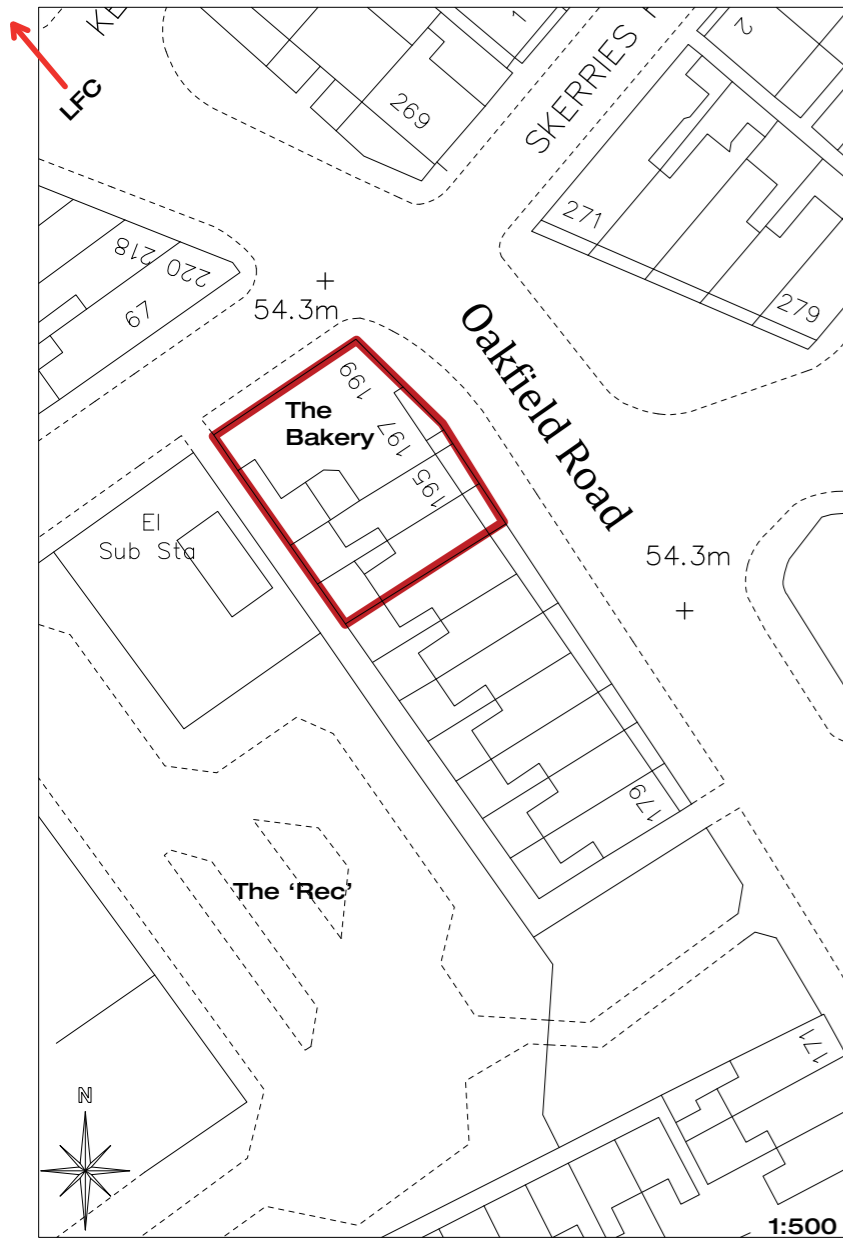 LFC
KE
1
2
269
SKERRIES
271
279
218
220
67
54.3m
Oakfield Road
199
The
Bakery
197
195
El
Sub Sta
54.3m
179
The ‘Rec’
171
N
1:500